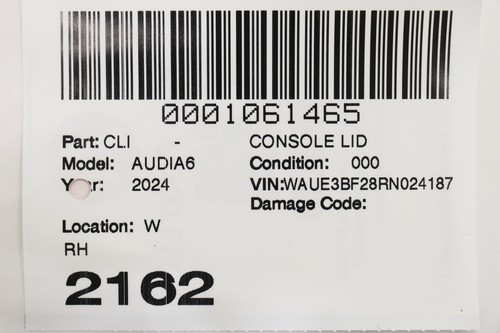 0001061465
Part: CLI - CONSOLE LID
Model: AUDIA6 Condition: 000
Year: 2024 VIN:WAUE3BF28RN024187
Damage Code:
Location: W
RH
2162